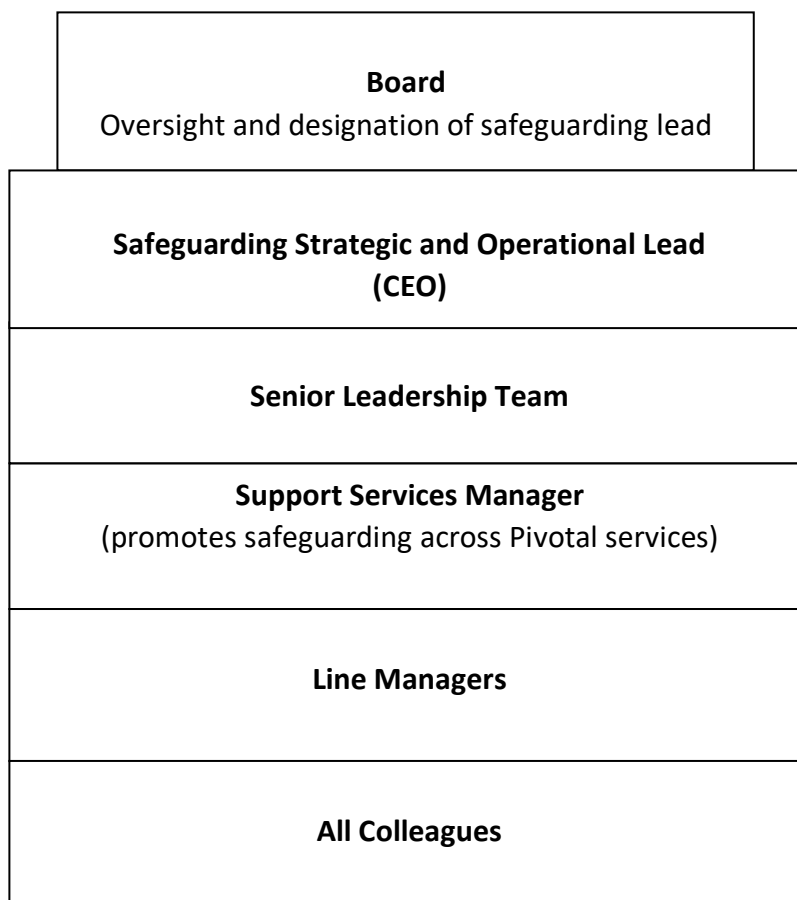 Board
Oversight and designation of safeguarding lead
Safeguarding Strategic and Operational Lead
(CEO)
Senior Leadership Team
Support Services Manager
(promotes safeguarding across Pivotal services)
Line Managers
All Colleagues